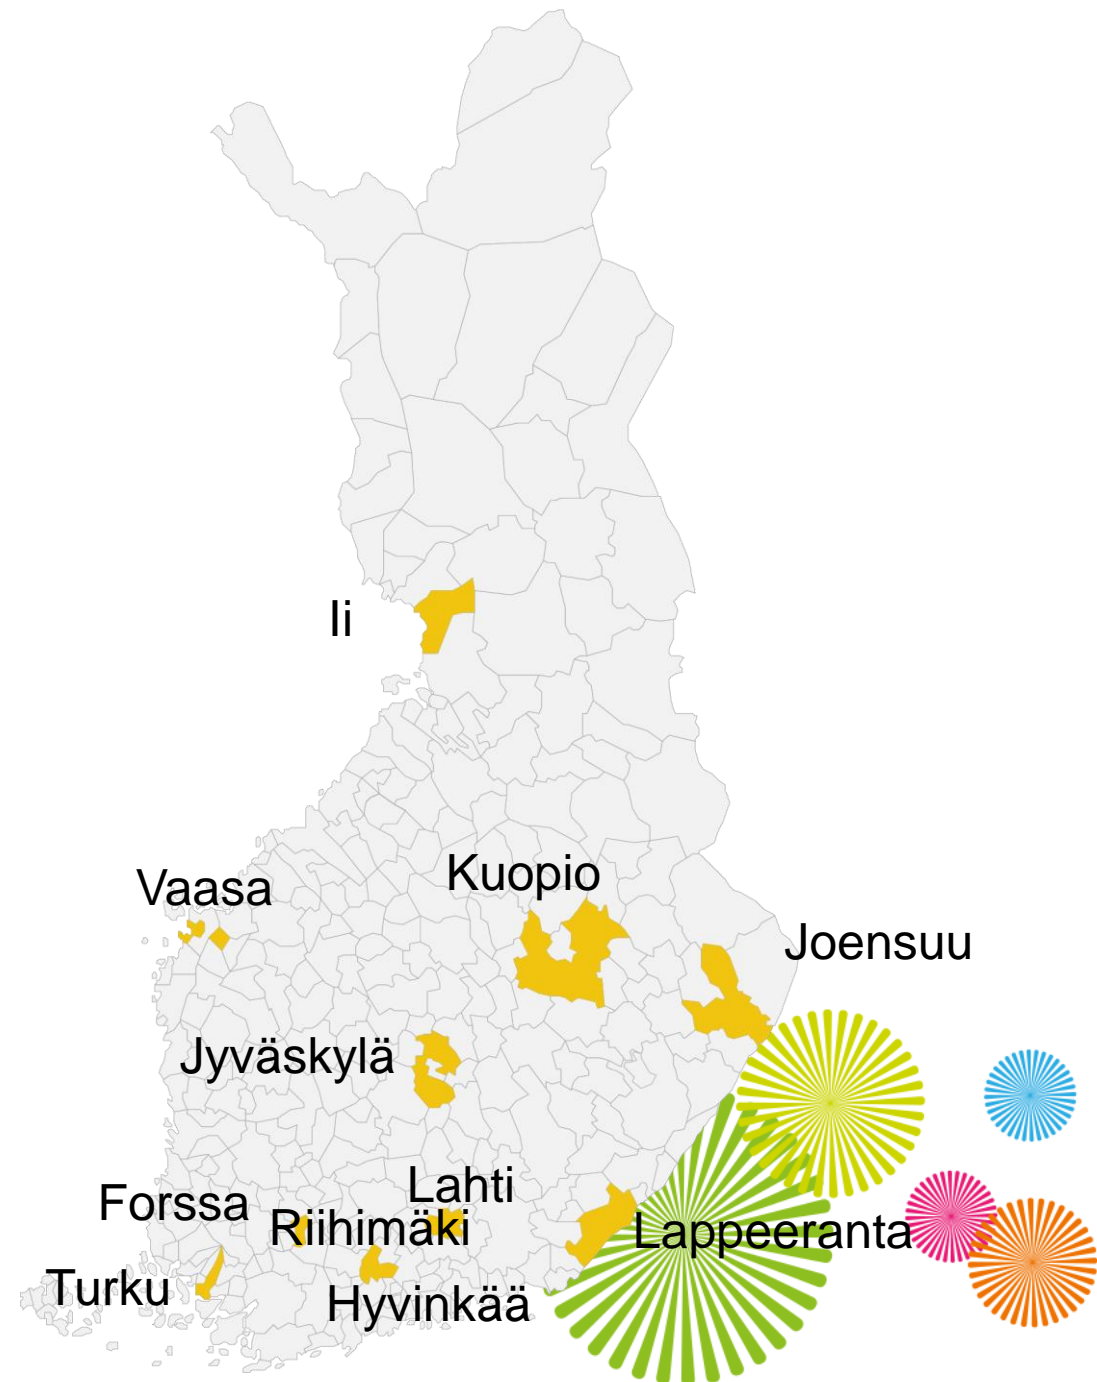 Ii
Kuopio
Vaasa
Joensuu
Jyväskylä
Lahti
Forssa
Riihimäki
Lappeeranta
Turku
Hyvinkää